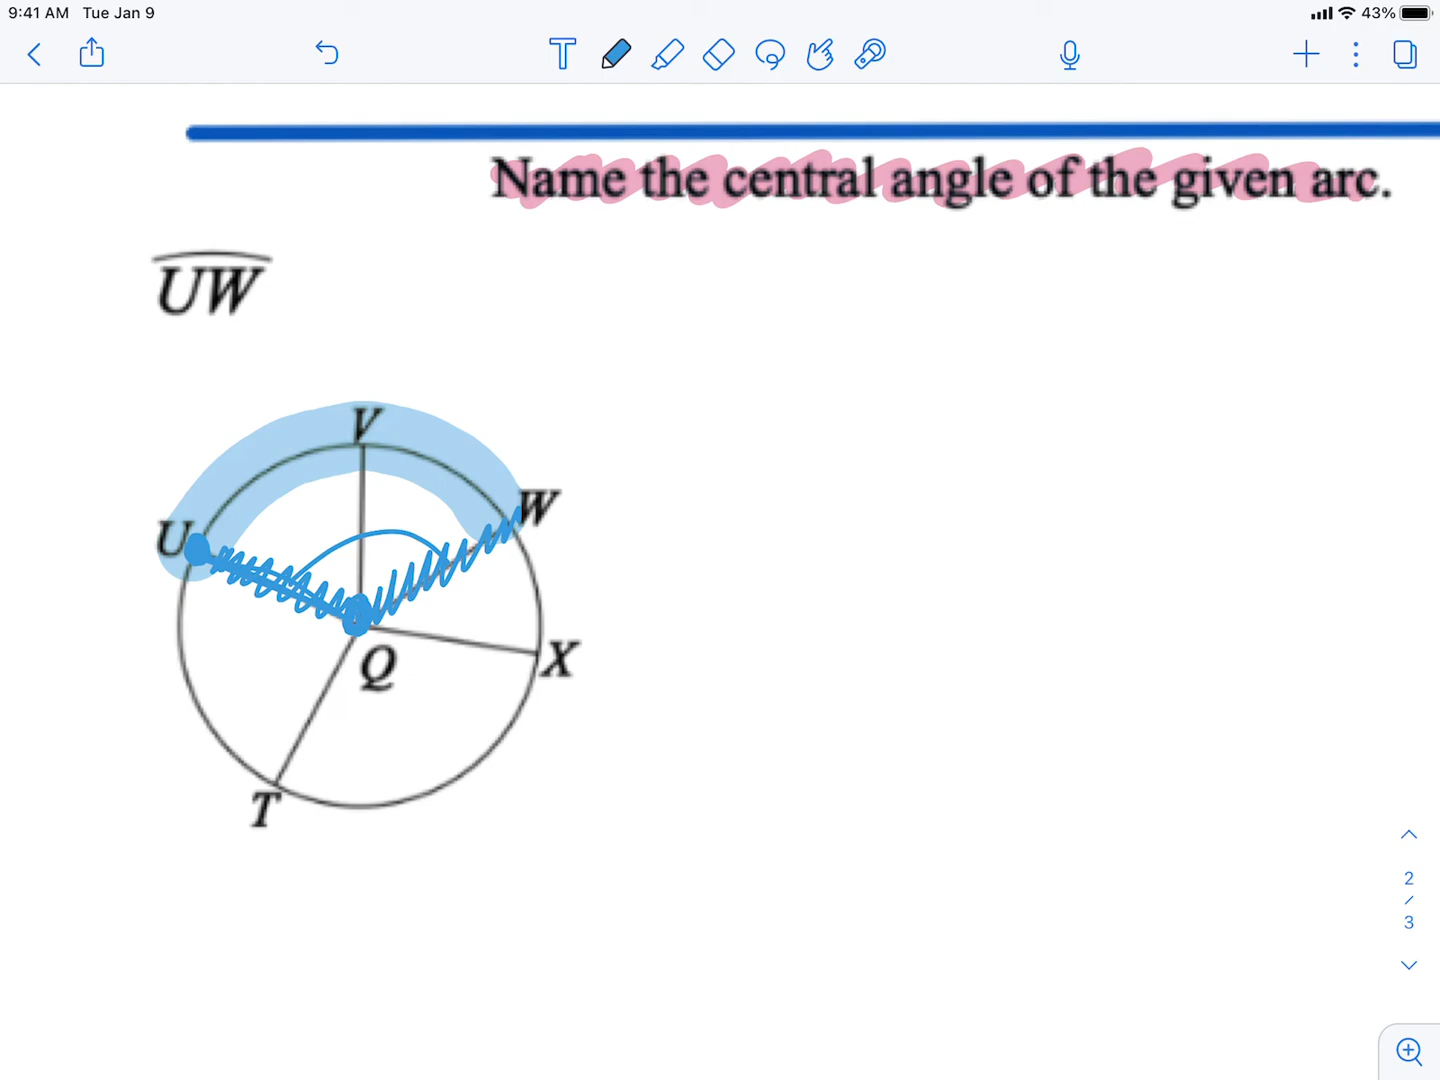 9:41 AM Tue Jan 9
43%
T
Name the central angle of the given arc.
UW
V
W
U
Q
X
T
2
/
3